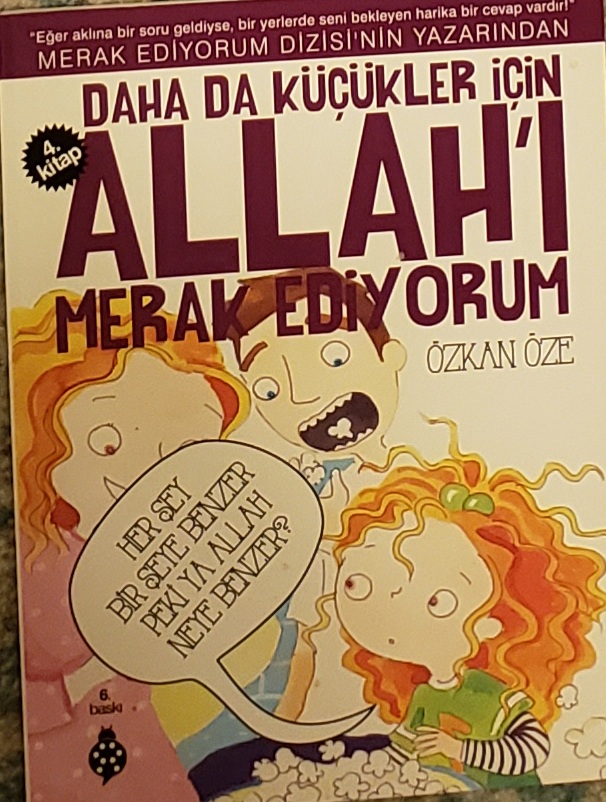 "Eğer aklına bir soru geldiyse, bir yerlerde seni bekleyen harika bir cevap vardır!"
MERAK EDİYORUM DİZİSİ'NİN YAZARINDAN
DAHA DA KÜÇÜKLER İÇİN
4.
kitap
ALLAH'I
MERAK EDİYORUM
ÖZKAN ÖZE
HER ŞEY
BİR ŞEYE BENZER
PEKİ YA ALLAH
NEYE BENZER?
6.
baskı